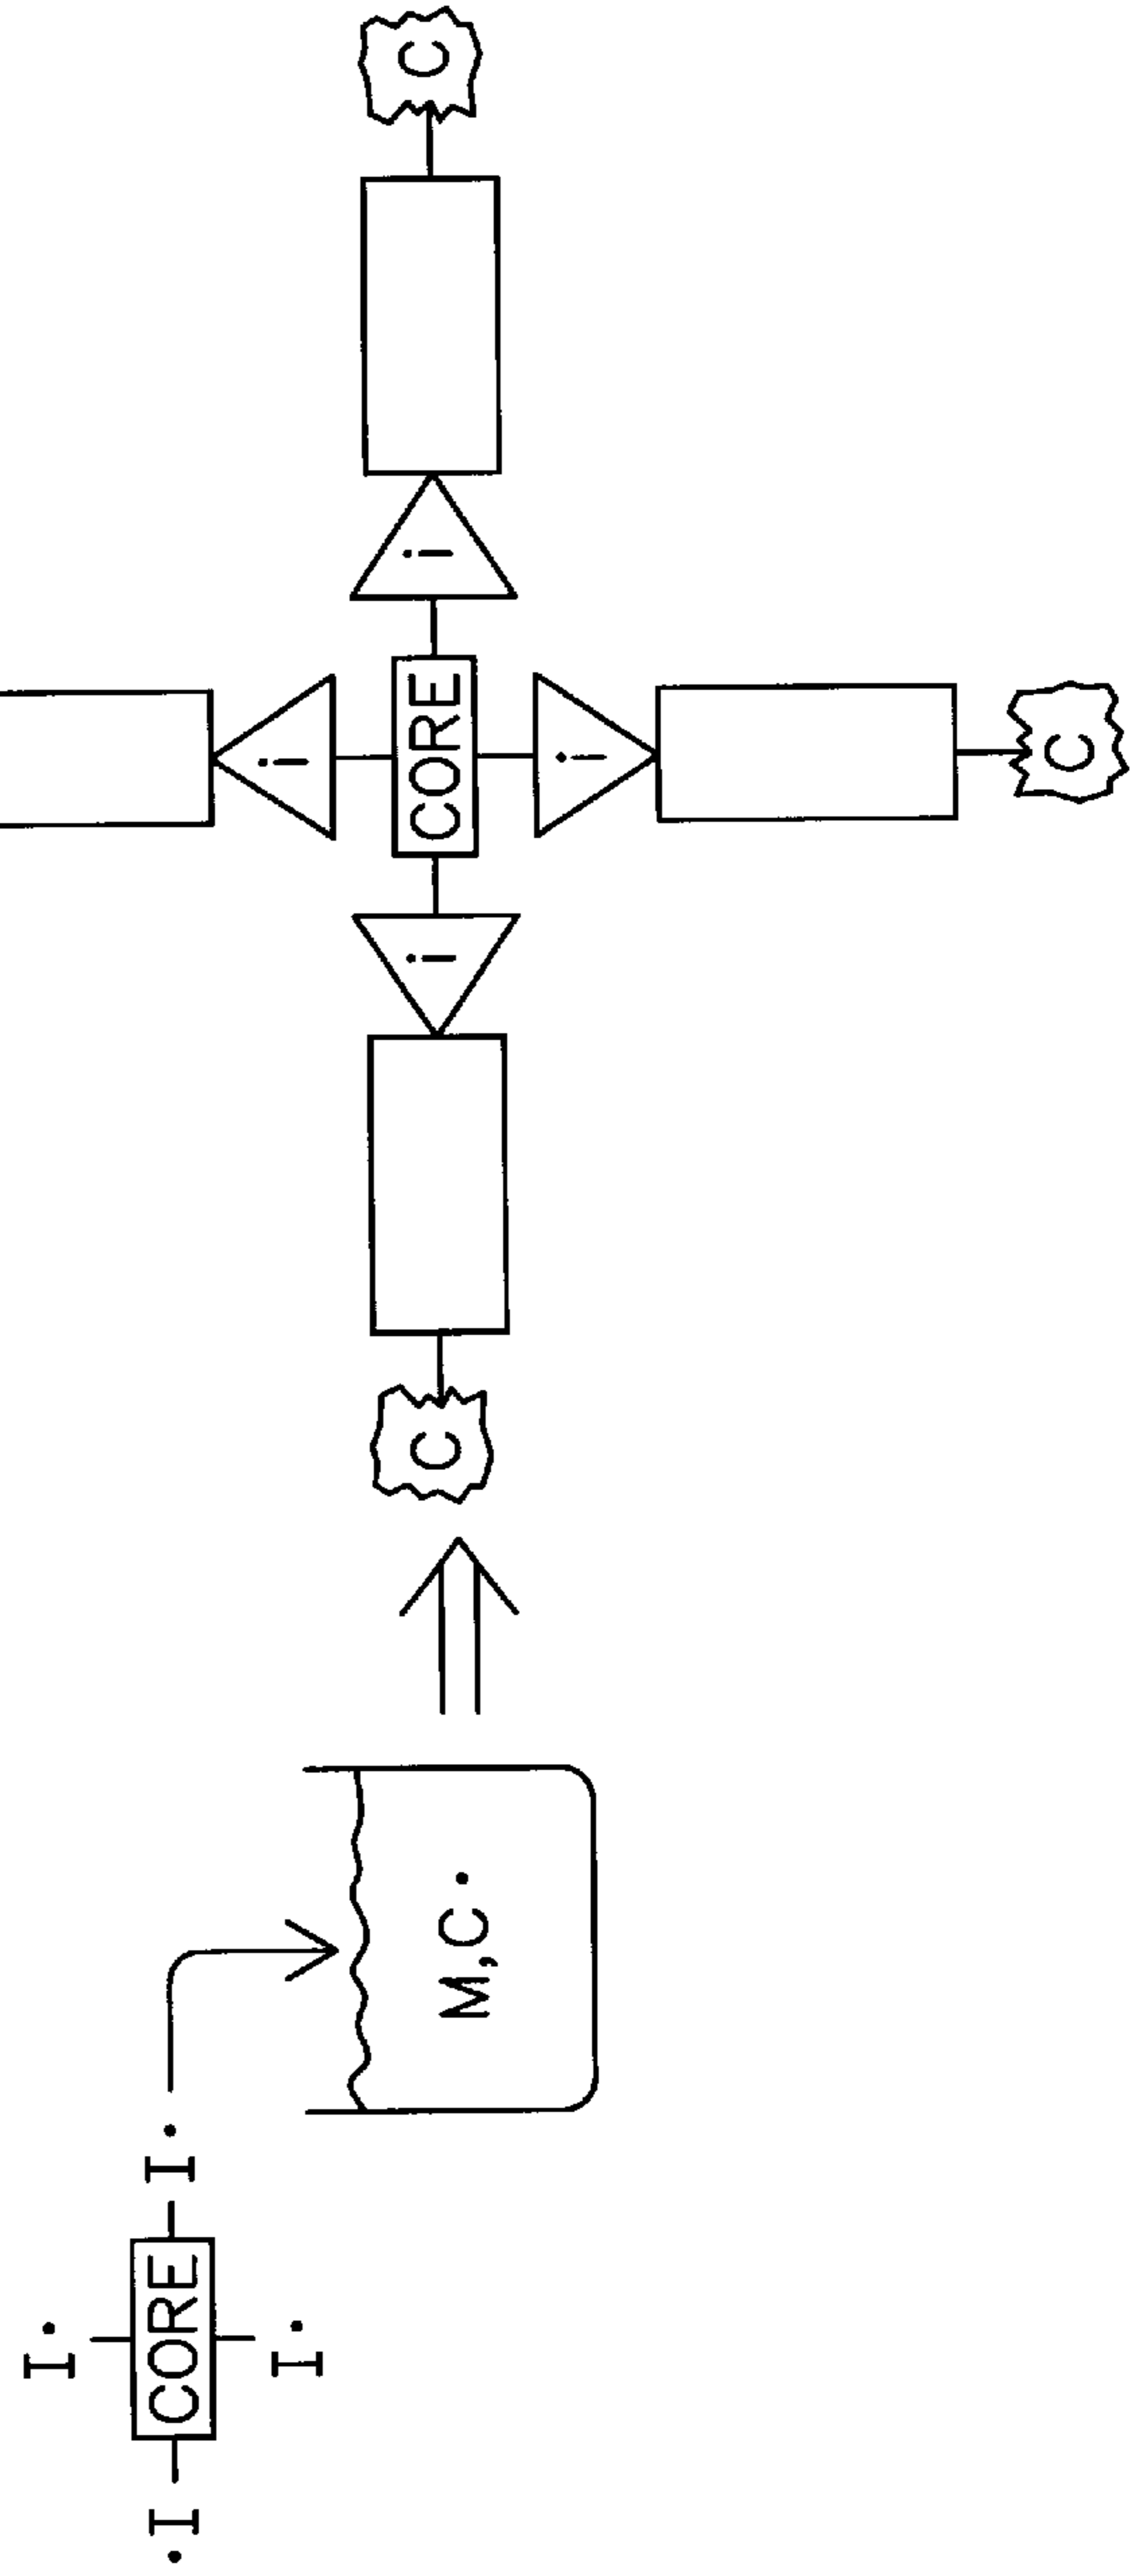 I•
•I CORE I•
I•
M,C•
i
C i CORE i C
i
C